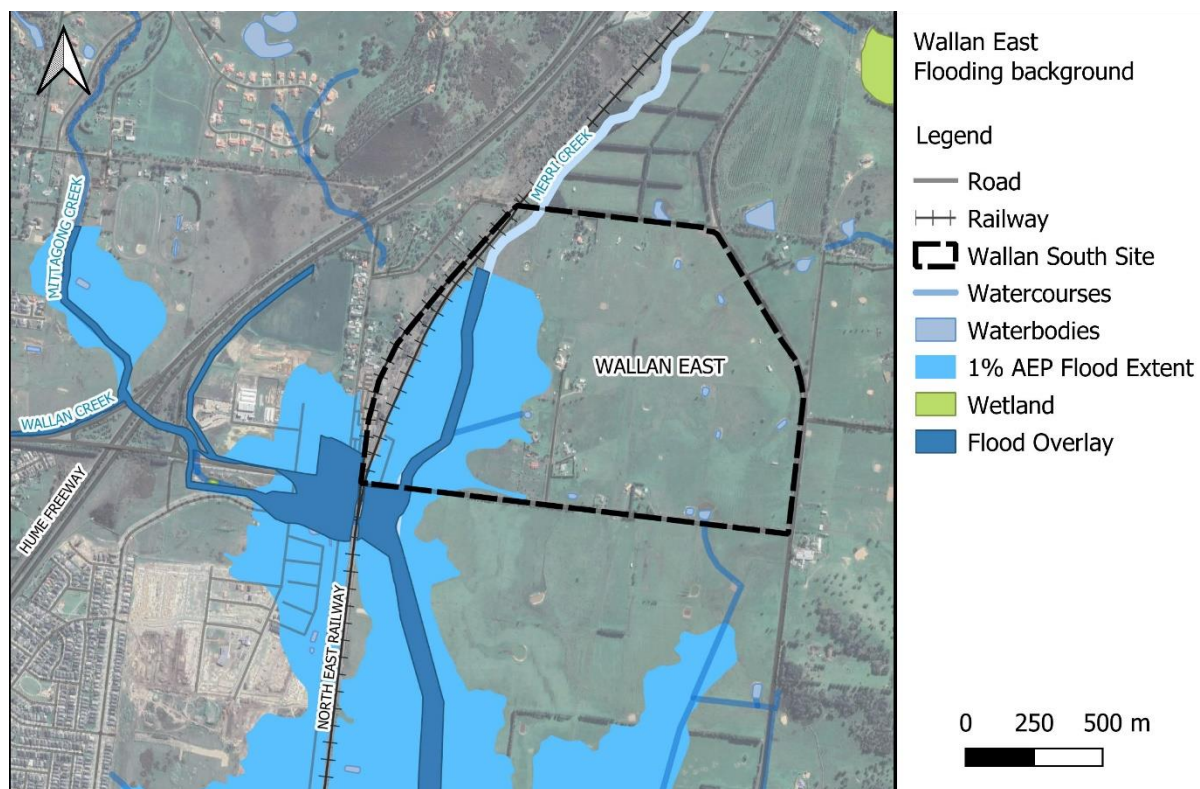 Wallan East
Flooding background
Legend
Road
Railway
Wallan South Site
Watercourses
Waterbodies
1% AEP Flood Extent
Wetland
Flood Overlay
0 250 500 m
MERRI CREEK
MITTAGONG CREEK
WALLAN EAST
WALLAN CREEK
HUME FREEWAY
NORTH EAST RAILWAY